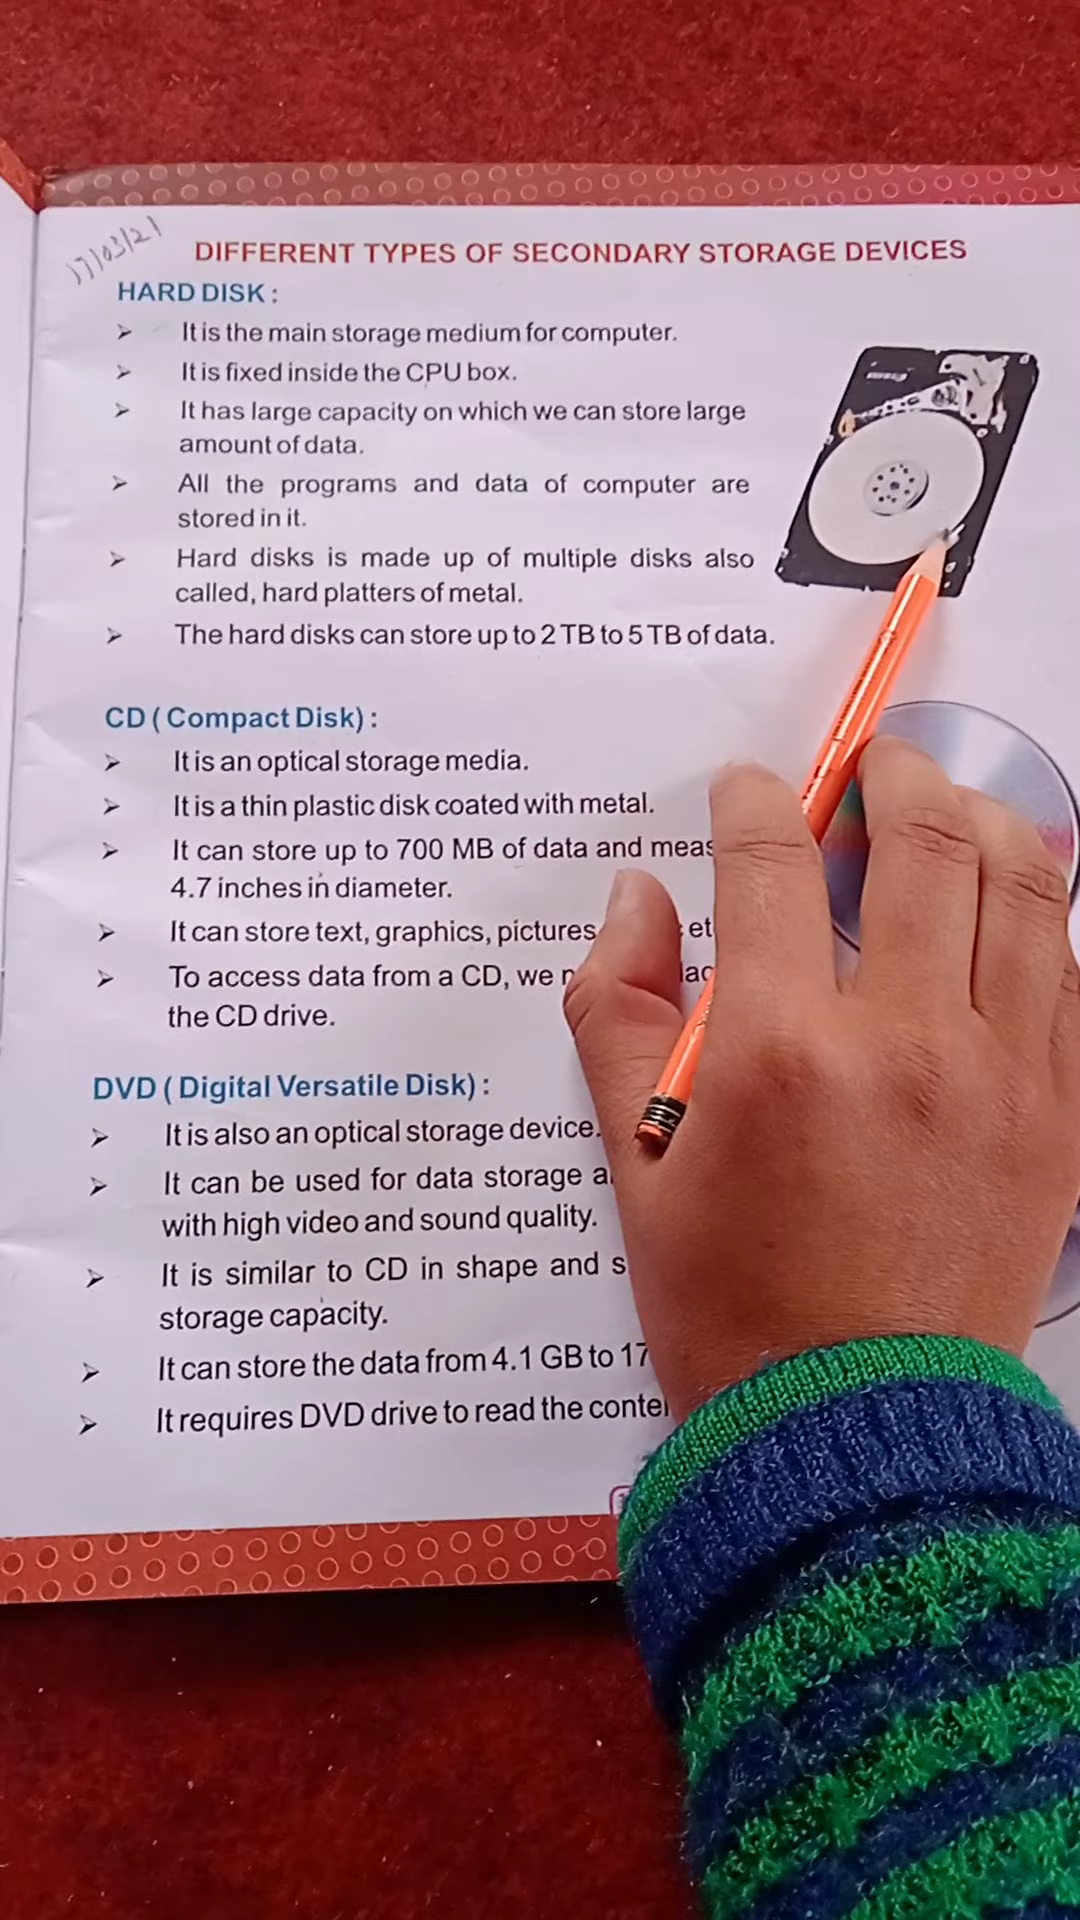 17/03/21
DIFFERENT TYPES OF SECONDARY STORAGE DEVICES
HARD DISK :
It is the main storage medium for computer.
It is fixed inside the CPU box.
It has large capacity on which we can store large
amount of data.
All the programs and data of computer are
stored in it.
Hard disks is made up of multiple disks also
called, hard platters of metal.
The hard disks can store up to 2 TB to 5 TB of data.
CD ( Compact Disk) :
It is an optical storage media.
It is a thin plastic disk coated with metal.
It can store up to 700 MB of data and
4.7 inches in diameter.
It can store text, graphics, pictures
To access data from a CD, we
the CD drive.
DVD ( Digital Versatile Disk) :
It is also an optical storage device.
It can be used for data storage
with high video and sound quality.
It is similar to CD in shape and
storage capacity.
It can store the data from 4.1 GB to 17
It requires DVD drive to read the